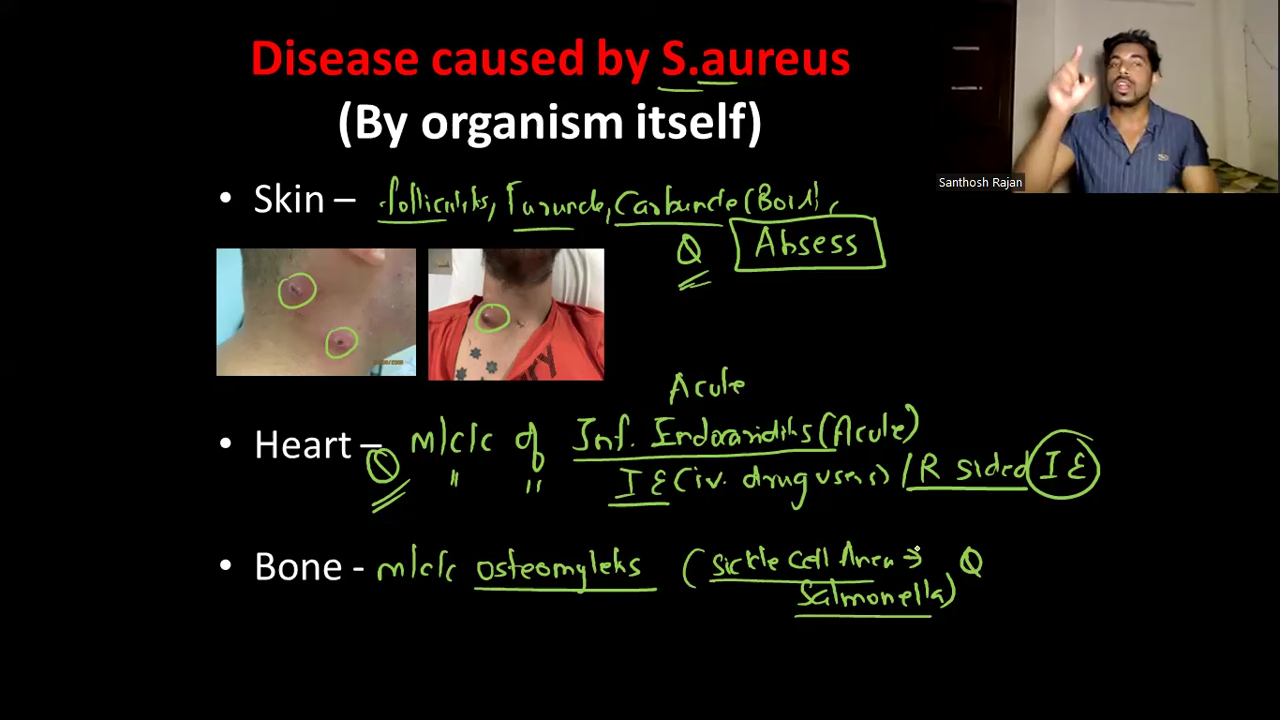 Disease caused by S.aureus
(By organism itself)
Santhosh Rajan
• Skin – folliculitis, Furuncle, Carbuncle (Boil),
Q Absess
Acute
• Heart – m/c/c of Inf. Endocarditis (Acute)
Q " " IE (iv. drug users) / R sided IE
• Bone - m/c/c osteomyletis (Sickle Cell Anemia → Q
Salmonella)